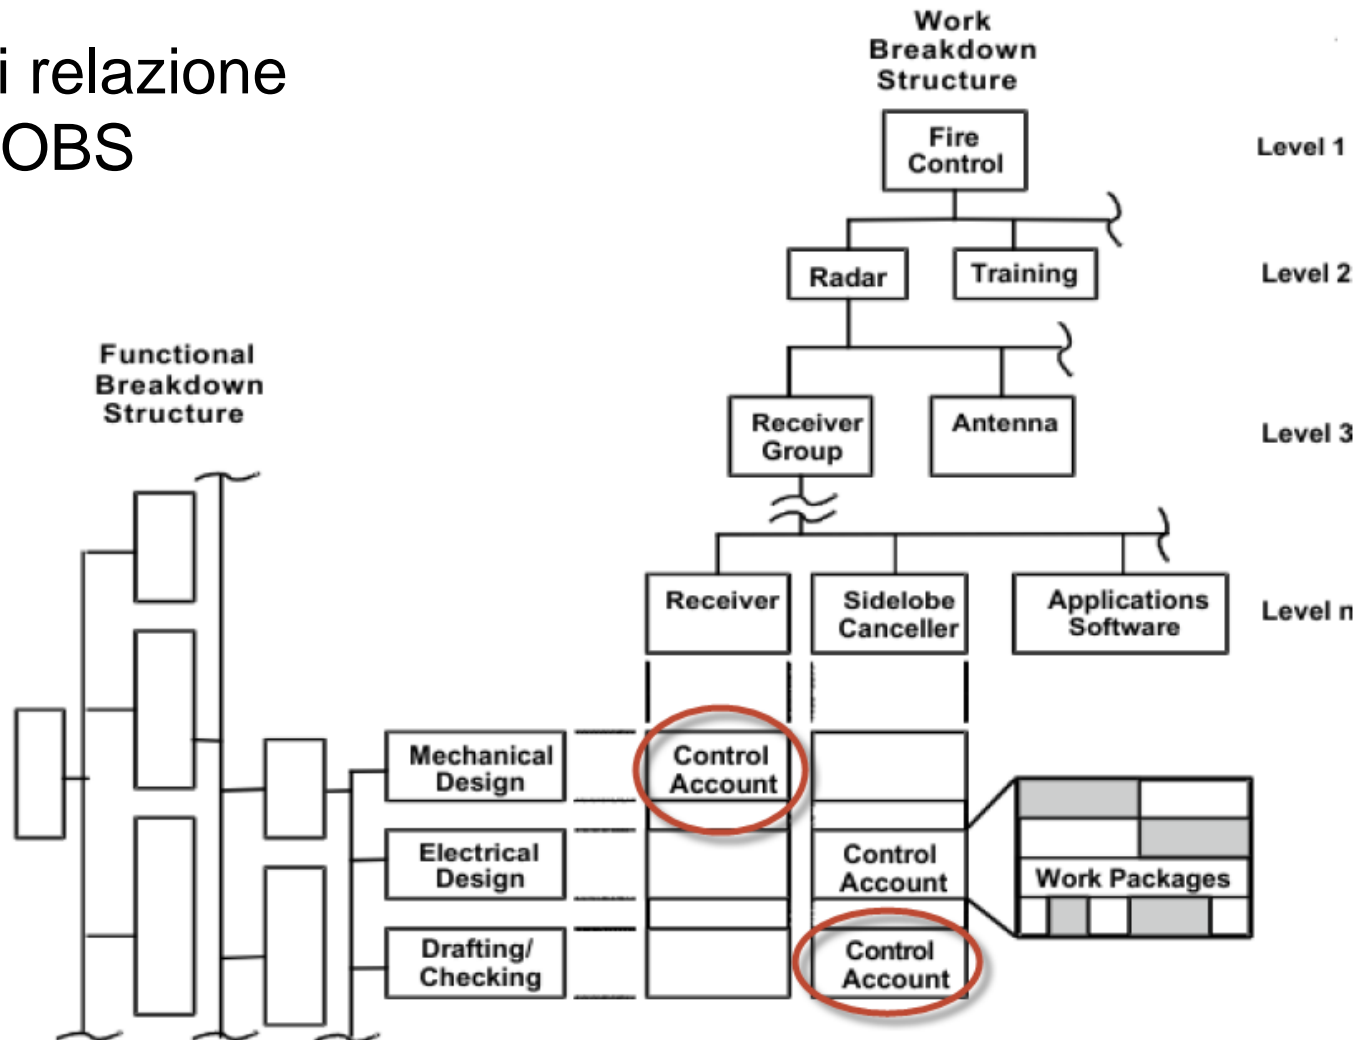 i relazione
OBS
Work
Breakdown
Structure
Fire
Control
Level 1
Radar
Training
Level 2
Functional
Breakdown
Structure
Receiver
Group
Antenna
Level 3
Receiver
Sidelobe
Canceller
Applications
Software
Level n
Mechanical
Design
Control
Account
Electrical
Design
Control
Account
Work Packages
Drafting/
Checking
Control
Account